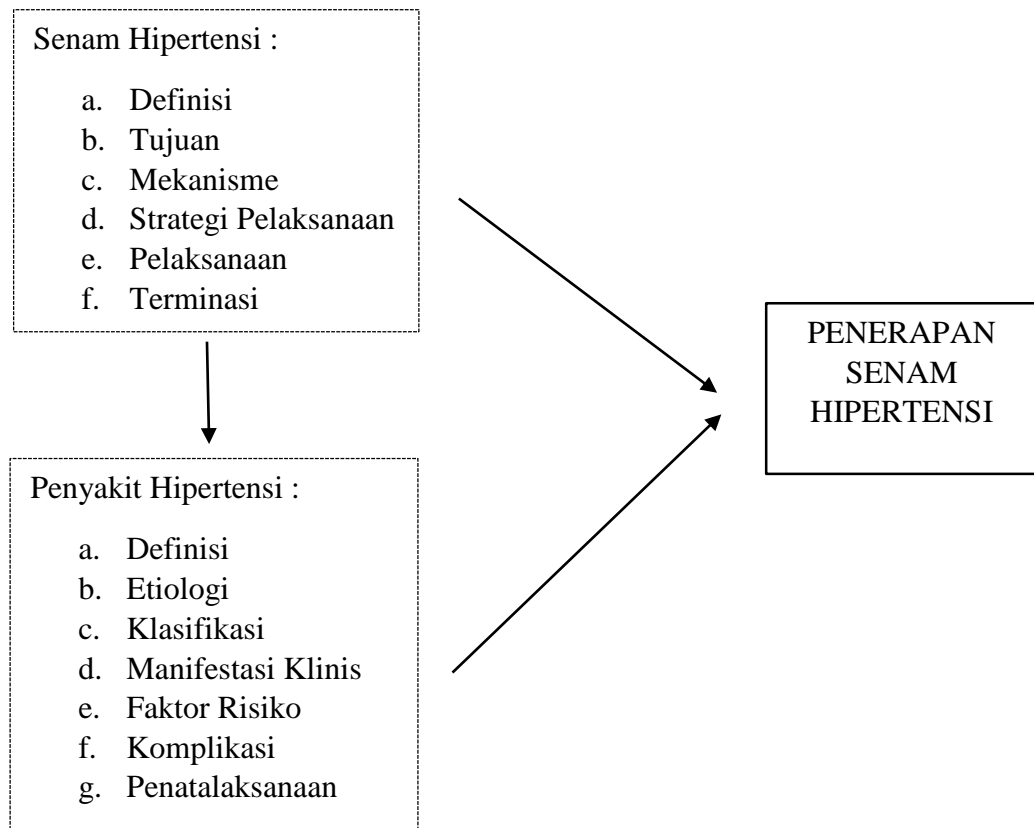 Senam Hipertensi :
a. Definisi
b. Tujuan
c. Mekanisme
d. Strategi Pelaksanaan
e. Pelaksanaan
f. Terminasi
PENERAPAN
SENAM
HIPERTENSI
Penyakit Hipertensi :
a. Definisi
b. Etiologi
c. Klasifikasi
d. Manifestasi Klinis
e. Faktor Risiko
f. Komplikasi
g. Penatalaksanaan